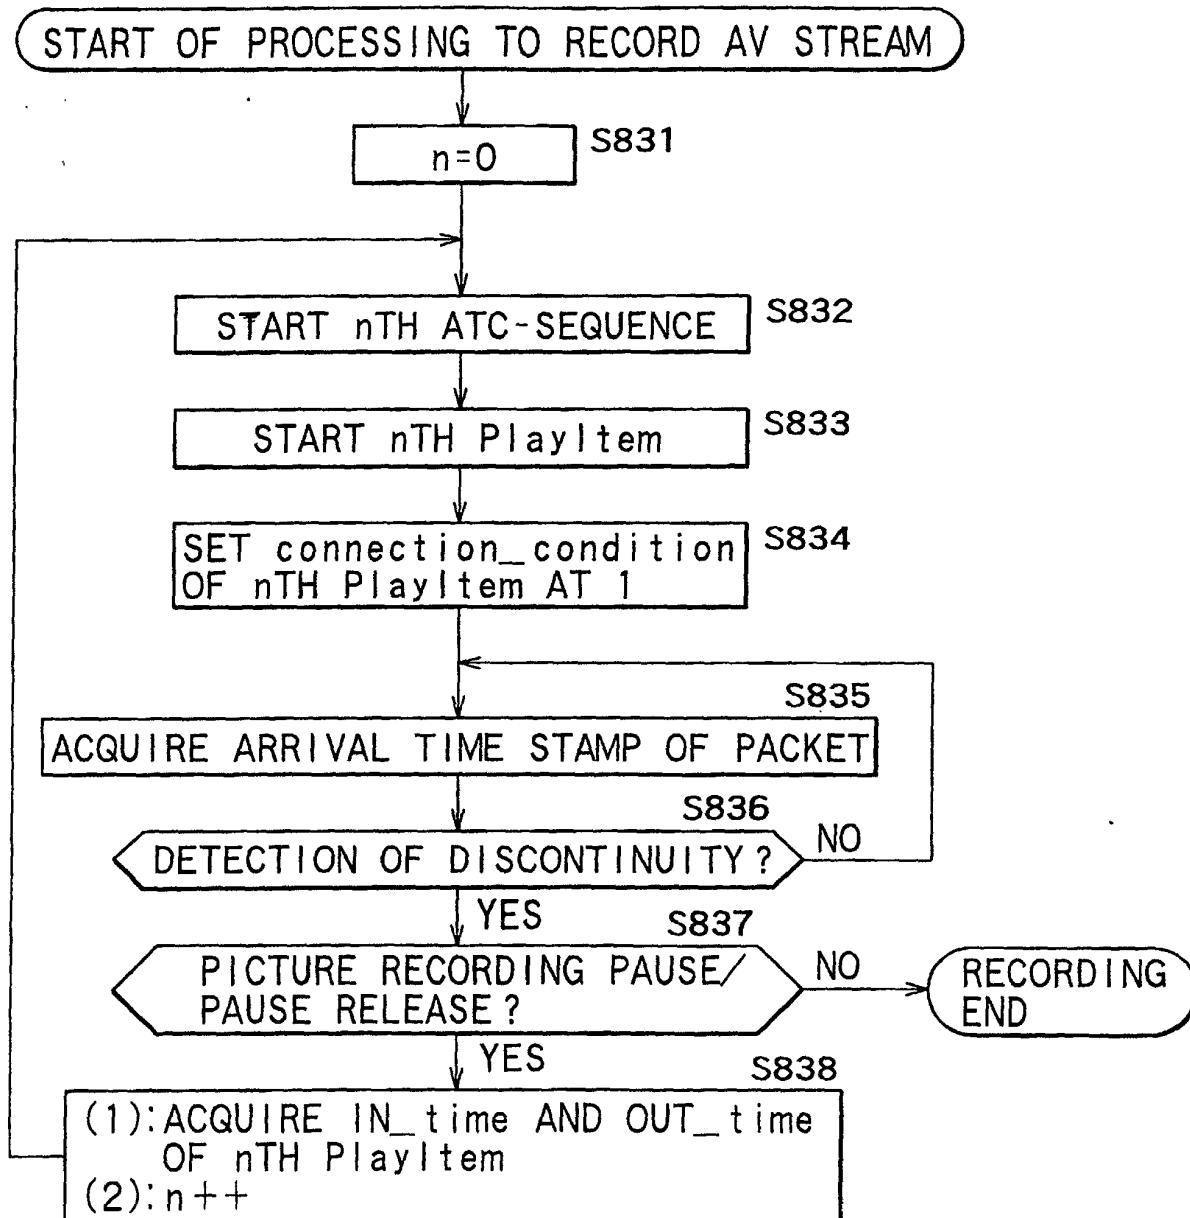 START OF PROCESSING TO RECORD AV STREAM
n=0
S831
START nTH ATC-SEQUENCE
S832
START nTH PlayItem
S833
SET connection_condition
OF nTH PlayItem AT 1
S834
S835
ACQUIRE ARRIVAL TIME STAMP OF PACKET
S836
DETECTION OF DISCONTINUITY?
NO
YES
S837
PICTURE RECORDING PAUSE/
PAUSE RELEASE?
NO
RECORDING
END
YES
S838
(1):ACQUIRE IN_time AND OUT_time
OF nTH PlayItem
(2):n++